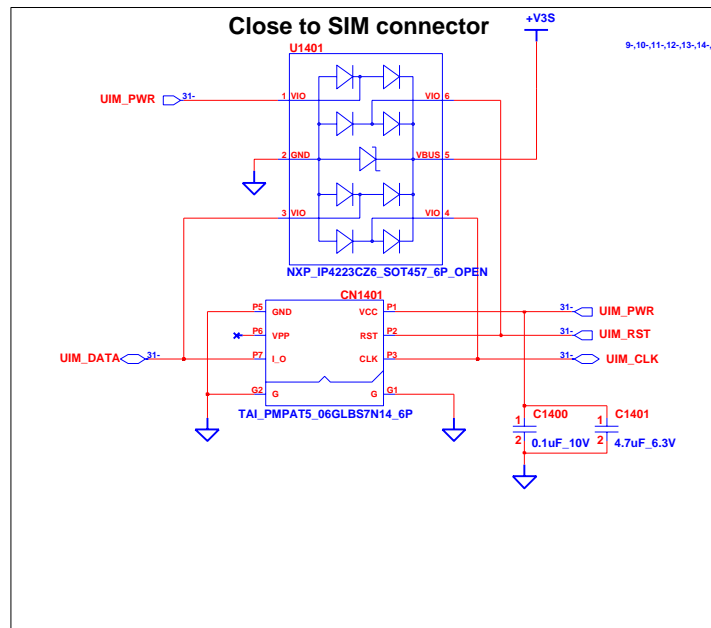 Close to SIM connector
+V3S
U1401
9-,10-,11-,12-,13-,14-,
UIM_PWR 31- 1 VIO VIO 6
2 GND VBUS 5
3 VIO VIO 4
NXP_IP4223CZ6_SOT457_6P_OPEN
CN1401
P5 GND VCC P1 31- UIM_PWR
P6 VPP RST P2 31- UIM_RST
UIM_DATA 31- P7 I_O CLK P3 31- UIM_CLK
G2 G G G1
TAI_PMPAT5_06GLBS7N14_6P
1 C1400 1 C1401
2 0.1uF_10V 2 4.7uF_6.3V